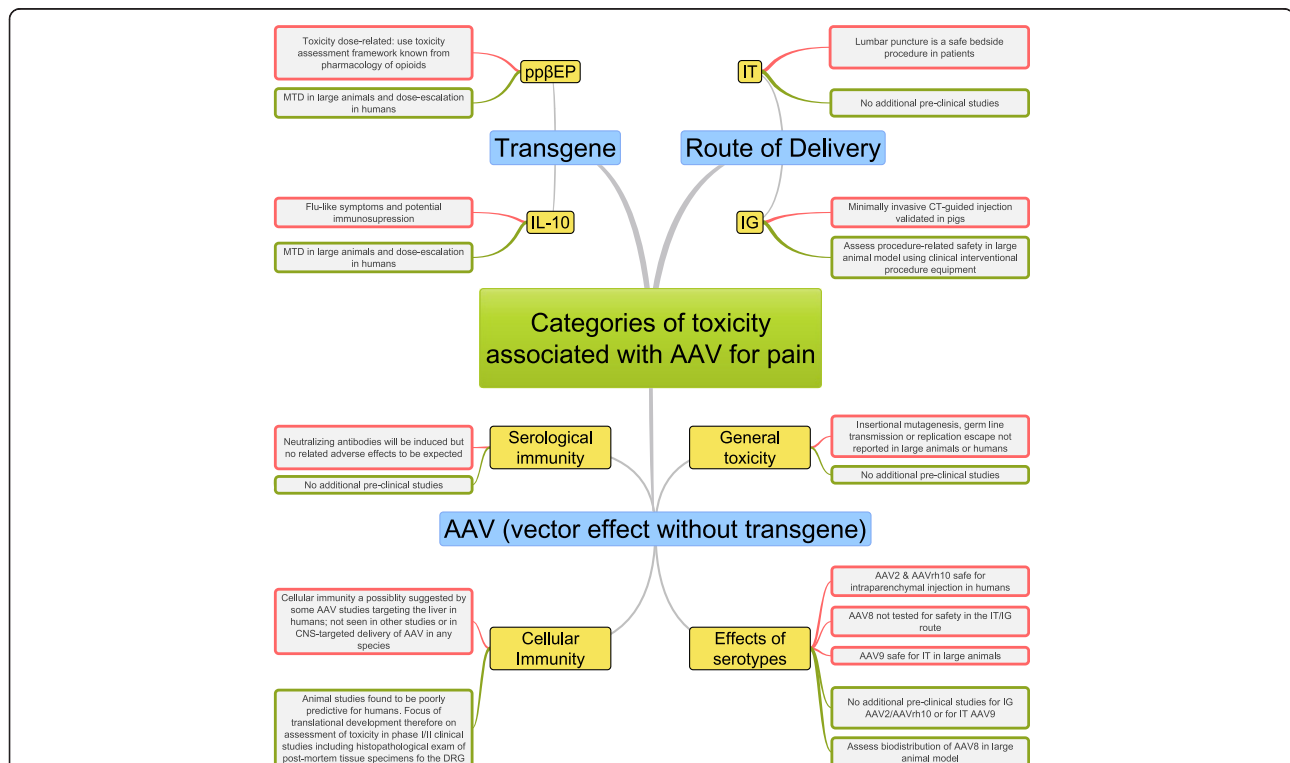 Toxicity dose-related: use toxicity
assessment framework known from
pharmacology of opioids
MTD in large animals and dose-escalation
in humans
ppβEP
Transgene
Flu-like symptoms and potential
immunosupression
MTD in large animals and dose-escalation
in humans
IL-10
IT
Lumbar puncture is a safe bedside
procedure in patients
No additional pre-clinical studies
Route of Delivery
IG
Minimally invasive CT-guided injection
validated in pigs
Assess procedure-related safety in large
animal model using clinical interventional
procedure equipment
Categories of toxicity
associated with AAV for pain
Neutralizing antibodies will be induced but
no related adverse effects to be expected
No additional pre-clinical studies
Serological
immunity
General
toxicity
Insertional mutagenesis, germ line
transmission or replication escape not
reported in large animals or humans
No additional pre-clinical studies
AAV (vector effect without transgene)
Cellular immunity a possiblity suggested by
some AAV studies targeting the liver in
humans; not seen in other studies or in
CNS-targeted delivery of AAV in any
species
Cellular
Immunity
Animal studies found to be poorly
predictive for humans. Focus of
translational development therefore on
assessment of toxicity in phase I/II clinical
studies including histopathological exam of
post-mortem tissue specimens fo the DRG
Effects of
serotypes
AAV2 & AAVrh10 safe for
intraparenchymal injection in humans
AAV8 not tested for safety in the IT/IG
route
AAV9 safe for IT in large animals
No additional pre-clinical studies for IG
AAV2/AAVrh10 or for IT AAV9
Assess biodistribution of AAV8 in large
animal model